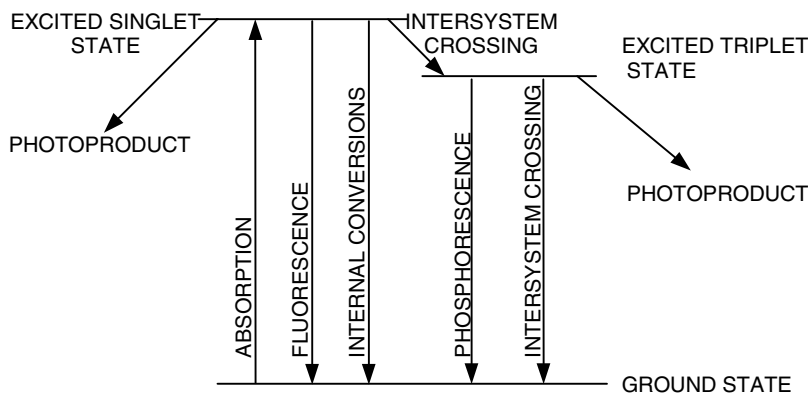 EXCITED SINGLET
STATE
INTERSYSTEM
CROSSING
EXCITED TRIPLET
STATE
PHOTOPRODUCT
ABSORPTION
FLUORESCENCE
INTERNAL CONVERSIONS
PHOSPHORESCENCE
INTERSYSTEM CROSSING
PHOTOPRODUCT
GROUND STATE